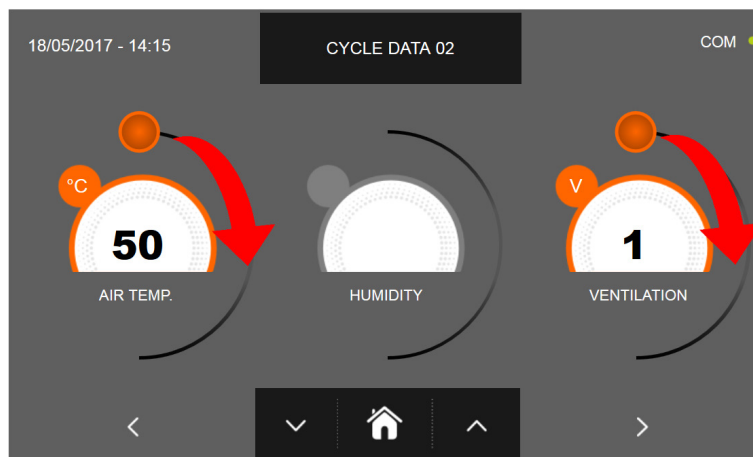 18/05/2017 - 14:15
CYCLE DATA 02
COM
°C
50
AIR TEMP.
HUMIDITY
V
1
VENTILATION